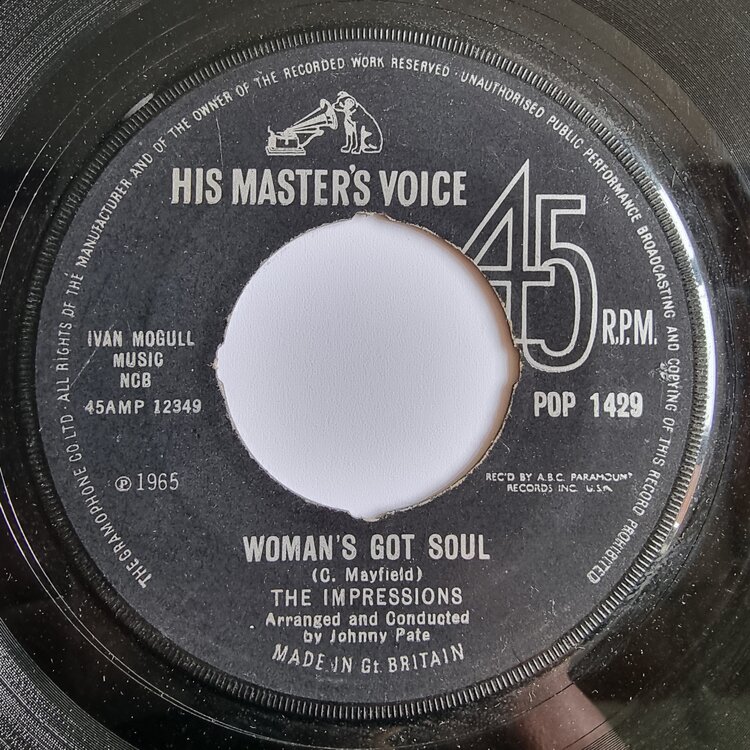 THE GRAMOPHONE CO LTD · ALL RIGHTS OF THE MANUFACTURER AND OF THE OWNER OF THE RECORDED WORK RESERVED · UNAUTHORISED PUBLIC PERFORMANCE BROADCASTING AND COPYING OF THIS RECORD PROHIBITED
HIS MASTER'S VOICE
45
R.P.M.
IVAN MOGULL
MUSIC
NCB
45AMP 12349
POP 1429
℗ 1965
REC'D BY A.B.C. PARAMOUNT
RECORDS INC. U.S.A.
WOMAN'S GOT SOUL
(C. Mayfield)
THE IMPRESSIONS
Arranged and Conducted
by Johnny Pate
MADE IN Gt. BRITAIN